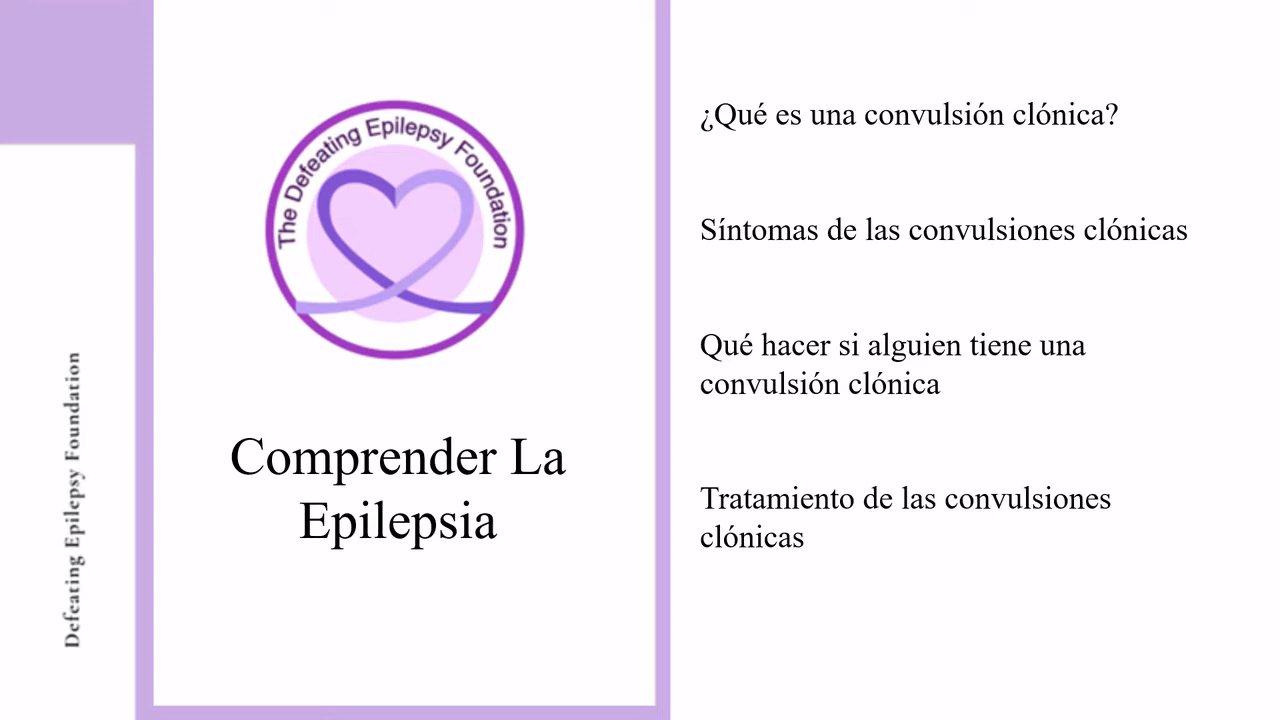 Defeating Epilepsy Foundation
The Defeating Epilepsy Foundation
Comprender La
Epilepsia
¿Qué es una convulsión clónica?
Síntomas de las convulsiones clónicas
Qué hacer si alguien tiene una
convulsión clónica
Tratamiento de las convulsiones
clónicas